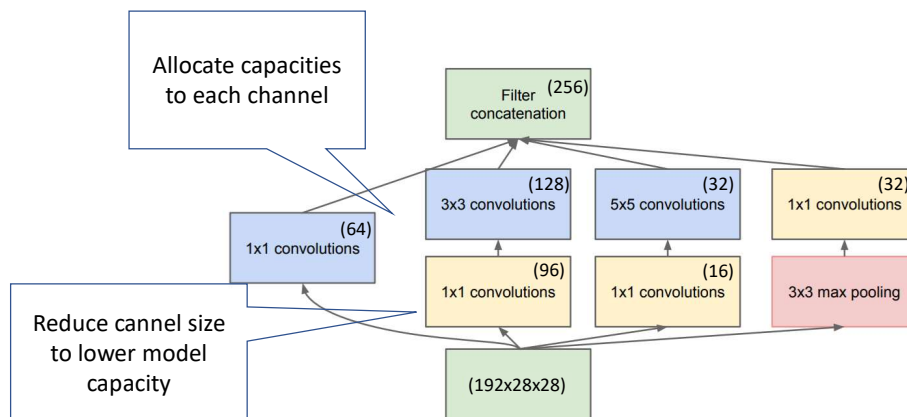 Allocate capacities
to each channel
(256)
Filter
concatenation
(64)
1x1 convolutions
(128)
3x3 convolutions
(32)
5x5 convolutions
(32)
1x1 convolutions
(96)
1x1 convolutions
(16)
1x1 convolutions
3x3 max pooling
Reduce cannel size
to lower model
capacity
(192x28x28)